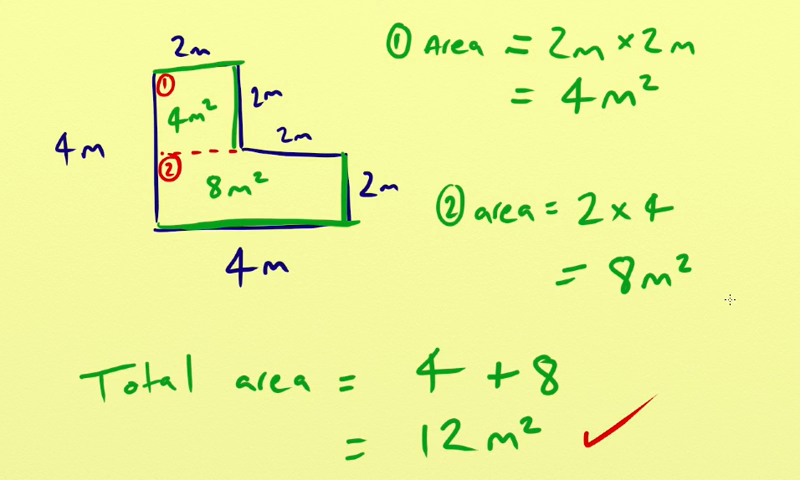 2m
① Area = 2m × 2m
= 4m²
①
4m²
2m
2m
4m
②
8m²
2m
4m
② area = 2 × 4
= 8m²
Total area = 4 + 8
= 12m²